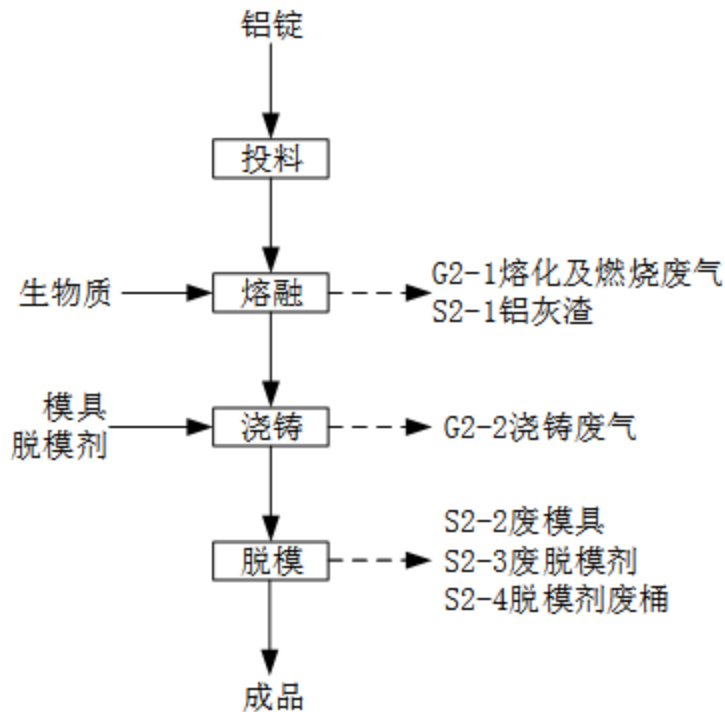 铝锭
投料
生物质
熔融
G2-1熔化及燃烧废气
S2-1铝灰渣
模具
脱模剂
浇铸
G2-2浇铸废气
脱模
S2-2废模具
S2-3废脱模剂
S2-4脱模剂废桶
成品